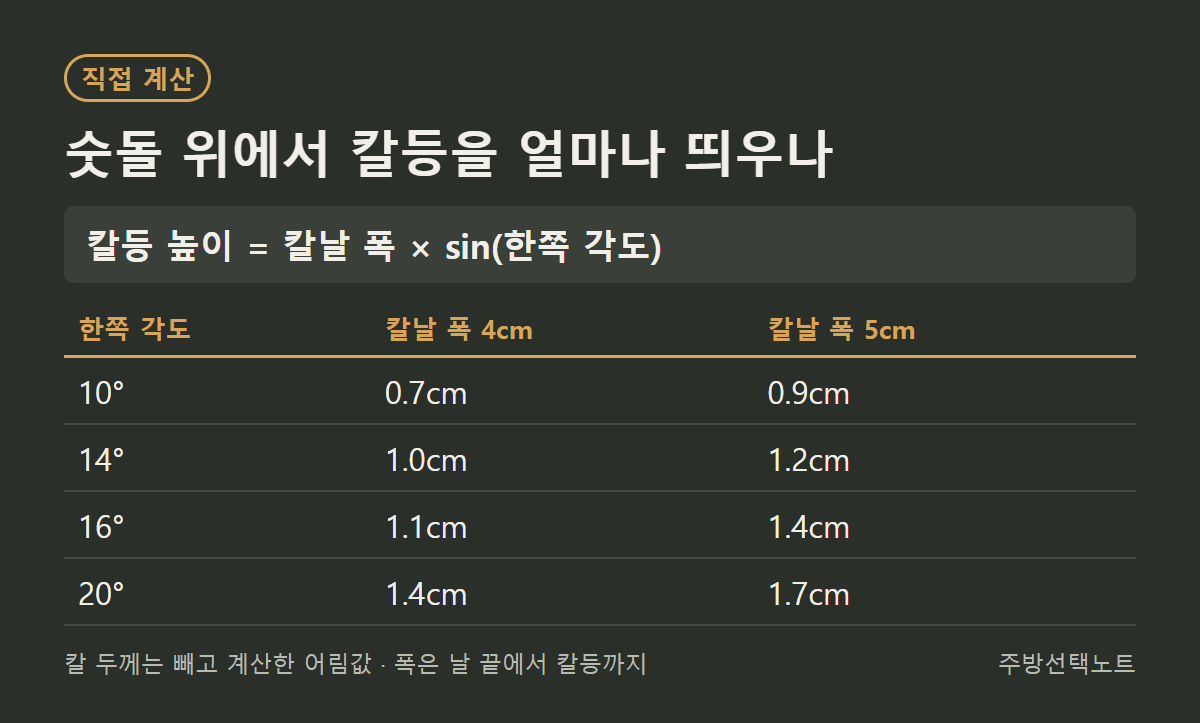 직접 계산
숫돌 위에서 칼등을 얼마나 띄우나
칼등 높이 = 칼날 폭 × sin(한쪽 각도)
한쪽 각도 칼날 폭 4cm 칼날 폭 5cm
10° 0.7cm 0.9cm
14° 1.0cm 1.2cm
16° 1.1cm 1.4cm
20° 1.4cm 1.7cm
칼 두께는 빼고 계산한 어림값 · 폭은 날 끝에서 칼등까지 주방선택노트